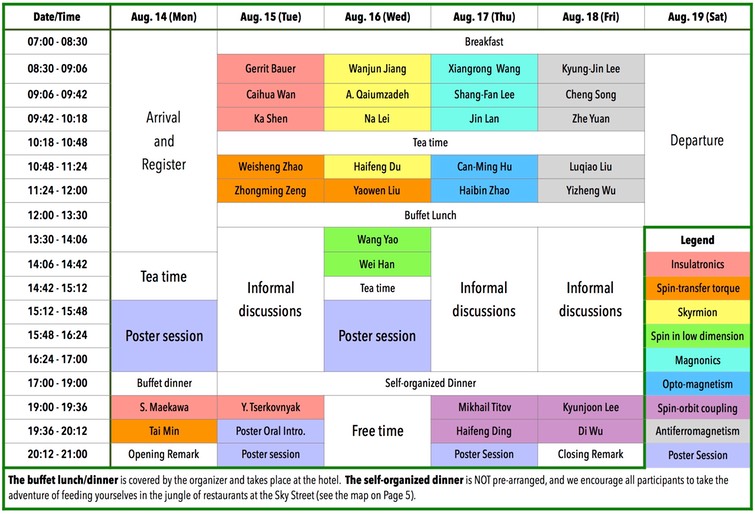 Date/Time Aug. 14 (Mon) Aug. 15 (Tue) Aug. 16 (Wed) Aug. 17 (Thu) Aug. 18 (Fri) Aug. 19 (Sat)
07:00 - 08:30 Breakfast
08:30 - 09:06 Gerrit Bauer Wanjun Jiang Xiangrong Wang Kyung-Jin Lee
09:06 - 09:42 Caihua Wan A. Qaiumzadeh Shang-Fan Lee Cheng Song
Arrival
and
Register
09:42 - 10:18 Ka Shen Na Lei Jin Lan Zhe Yuan
Departure
10:18 - 10:48 Tea time
10:48 - 11:24 Weisheng Zhao Haifeng Du Can-Ming Hu Luqiao Liu
11:24 - 12:00 Zhongming Zeng Yaowen Liu Haibin Zhao Yizheng Wu
12:00 - 13:30 Buffet Lunch
13:30 - 14:06 Wang Yao Legend
14:06 - 14:42 Wei Han Insulatronics
Tea time
Informal
discussions
Informal
discussions
Informal
discussions
14:42 - 15:12 Tea time Spin-transfer torque
15:12 - 15:48 Skyrmion
15:48 - 16:24 Poster session Poster session Spin in low dimension
16:24 - 17:00 Magnonics
17:00 - 19:00 Buffet dinner Self-organized Dinner Opto-magnetism
19:00 - 19:36 S. Maekawa Y. Tserkovnyak Mikhail Titov Kyunjoon Lee Spin-orbit coupling
19:36 - 20:12 Tai Min Poster Oral Intro. Free time Haifeng Ding Di Wu Antiferromagnetism
20:12 - 21:00 Opening Remark Poster session Poster Session Closing Remark Poster Session
The buffet lunch/dinner is covered by the organizer and takes place at the hotel. The self-organized dinner is NOT pre-arranged, and we encourage all participants to take the
adventure of feeding yourselves in the jungle of restaurants at the Sky Street (see the map on Page 5).